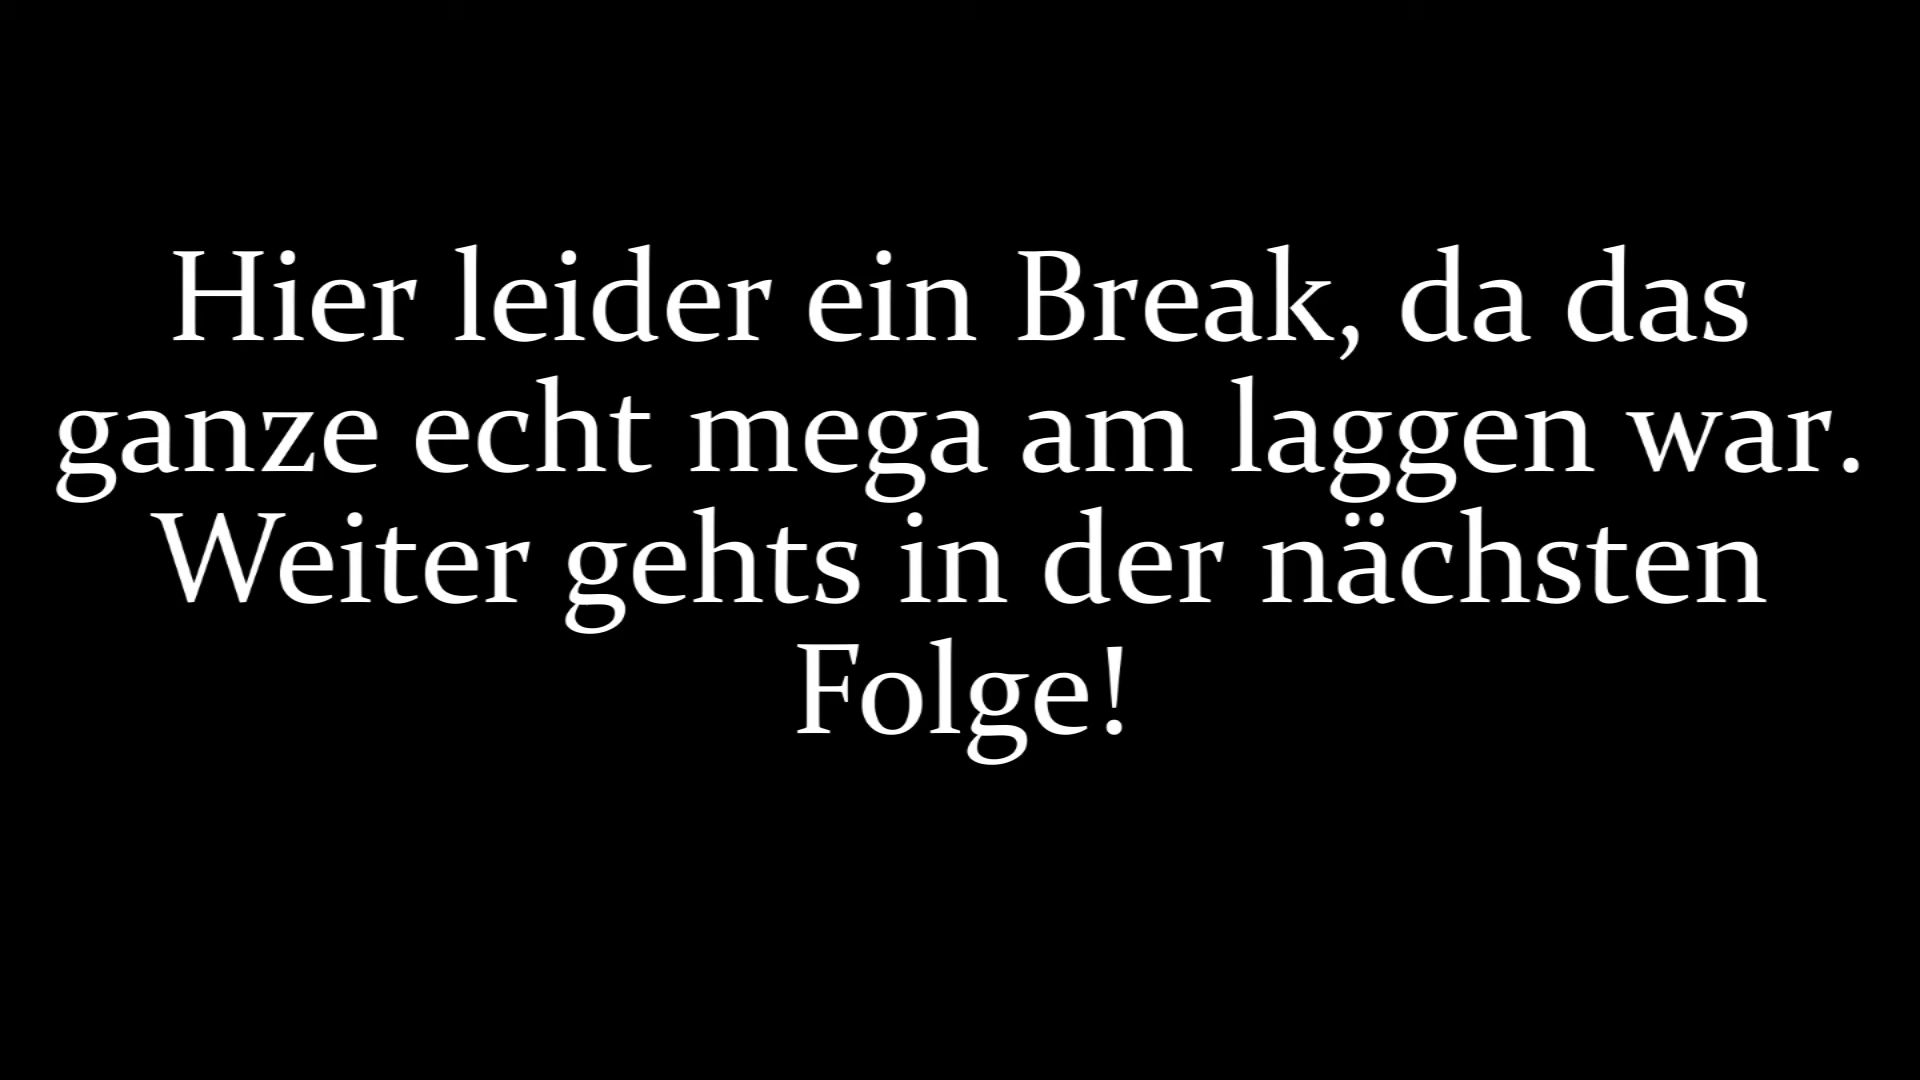 Hier leider ein Break, da das
ganze echt mega am laggen war.
Weiter gehts in der nächsten
Folge!